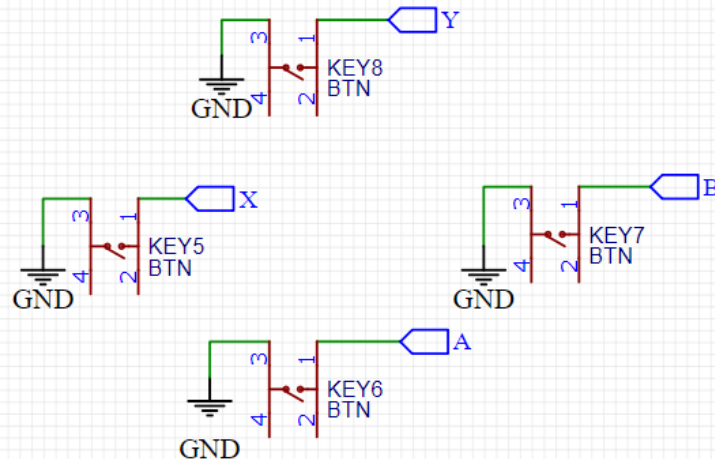 Y
3 1
KEY8
BTN
4 2
GND
X
B
3 1
3 1
KEY5
BTN
4 2
KEY7
BTN
4 2
GND
GND
A
3 1
KEY6
BTN
4 2
GND